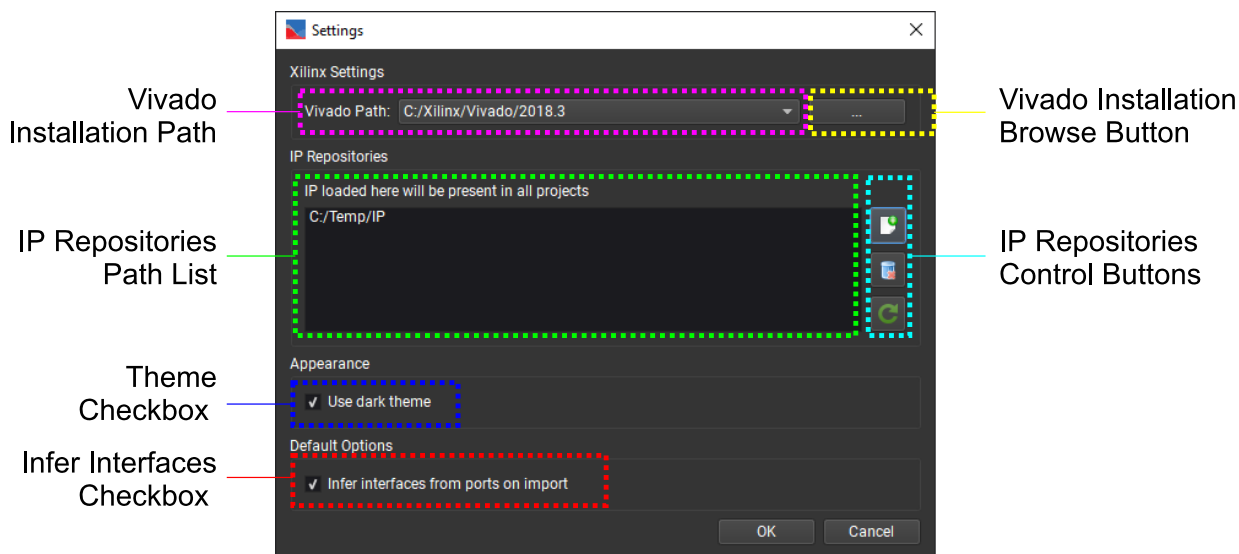 Settings
Xilinx Settings
Vivado
Installation Path
Vivado Path: C:/Xilinx/Vivado/2018.3
...
Vivado Installation
Browse Button
IP Repositories
IP loaded here will be present in all projects
C:/Temp/IP
IP Repositories
Path List
IP Repositories
Control Buttons
Appearance
Theme
Checkbox
Use dark theme
Default Options
Infer Interfaces
Checkbox
Infer interfaces from ports on import
OK
Cancel